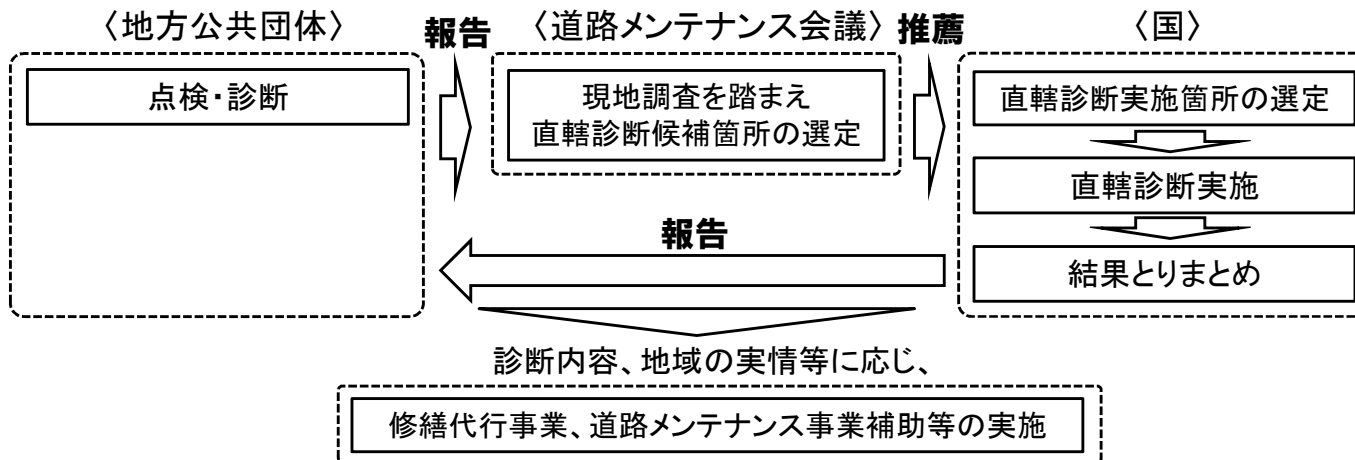 〈地方公共団体〉
報告
〈道路メンテナンス会議〉
推薦
〈国〉
点検・診断
現地調査を踏まえ
直轄診断候補箇所の選定
直轄診断実施箇所の選定
直轄診断実施
報告
結果とりまとめ
診断内容、地域の実情等に応じ、
修繕代行事業、道路メンテナンス事業補助等の実施